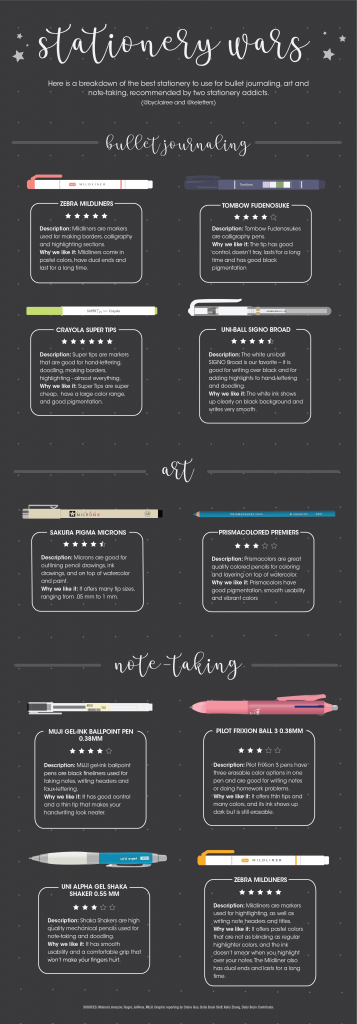 stationery wars
Here is a breakdown of the best stationery to use for bullet journaling, art and
note-taking, recommended by two stationery addicts.
(@byclairee and @keletters)
bullet journaling
MILDLINER
ZEBRA MILDLINERS
Description: Mildliners are markers
used for making borders, calligraphy
and highlighting sections.
Why we like it: Mildliners come in
pastel colors, have dual ends and
last for a long time.
Tombow
TOMBOW FUDENOSUKE
Description: Tombow Fudenosukes
are calligraphy pens.
Why we like it: The tip has good
control, doesn't fray, lasts for a long
time and has good black
pigmentation
CRAYOLA SUPER TIPS
Description: Super tips are markers
that are good for hand-lettering,
doodling, making borders,
highlighting - almost everything.
Why we like it: Super Tips are super
cheap, have a large color range,
and good pigmentation.
UNI-BALL SIGNO BROAD
Description: The white uni-ball
SIGNO Broad is our favorite – it is
good for writing over black and for
adding highlights to hand-lettering
and doodling.
Why we like it: The white ink shows
up clearly on black background and
writes very smooth.
art
MICRON
SAKURA PIGMA MICRONS
Description: Microns are good for
outlining pencil drawings, ink
drawings, and on top of watercolor
and paint.
Why we like it: It offers many tip sizes,
ranging from .05 mm to 1 mm.
PRISMACOLORED PREMIERS
Description: Prismacolors are great
quality colored pencils for coloring
and layering on top of watercolor.
Why we like it: Prismacolors have
good pigmentation, smooth usability
and vibrant colors
note-taking
MUJI GEL-INK BALLPOINT PEN
0.38MM
Description: MUJI gel-ink ballpoint
pens are black finelines used for
taking notes, writing headers and
faux-lettering.
Why we like it: It has good control
and a thin tip that makes your
handwriting look neater.
PILOT FRIXION BALL 3 0.38MM
Description: Pilot FriXion 3 pens have
three erasable color options in one
pen and are good for writing notes
or doing homework problems.
Why we like it: It offers thin tips and
many colors, and its ink shows up
dark but is still erasable.
UNI ALPHA GEL SHAKA
SHAKER 0.55 MM
Description: Shaka Shakers are high
quality mechanical pencils used for
note-taking and doodling.
Why we like it: It has smooth
usability and a comfortable grip that
won't make your fingers hurt.
MILDLINER
ZEBRA MILDLINERS
Description: Mildliners are markers
used for highlighting, as well as
writing note headers and titles.
Why we like it: It offers pastel colors
that are not as blinding as regular
highlighter colors, and the ink
doesn't smear when you highlight
over your notes. The Midliner also
has dual ends and lasts for a long
time.